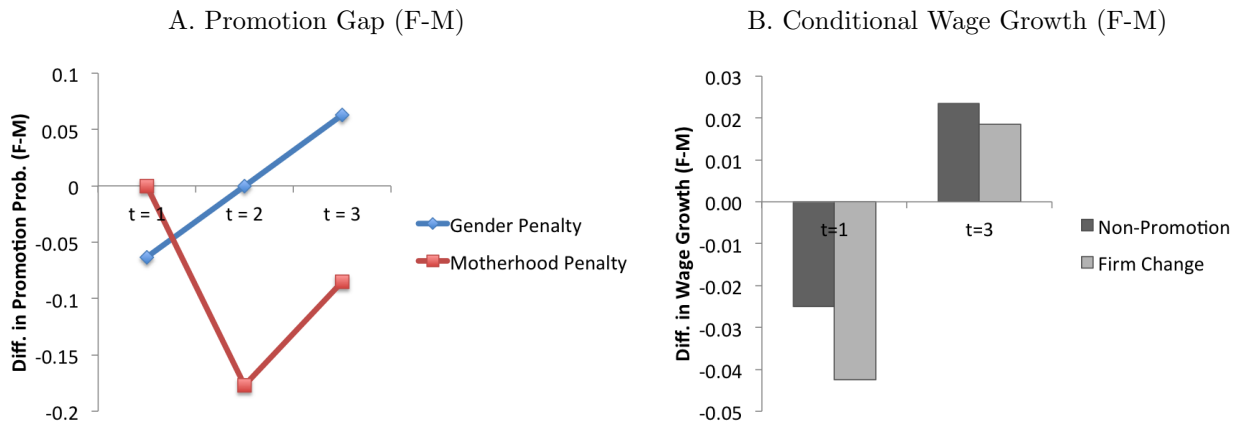 A. Promotion Gap (F-M)
Diff. in Promotion Prob. (F-M)
0.1
0.05
0
-0.05
-0.1
-0.15
-0.2
t = 1
t = 2
t = 3
Gender Penalty
Motherhood Penalty
B. Conditional Wage Growth (F-M)
Diff. in Wage Growth (F-M)
0.03
0.02
0.01
0.00
-0.01
-0.02
-0.03
-0.04
-0.05
t=1
t=3
Non-Promotion
Firm Change